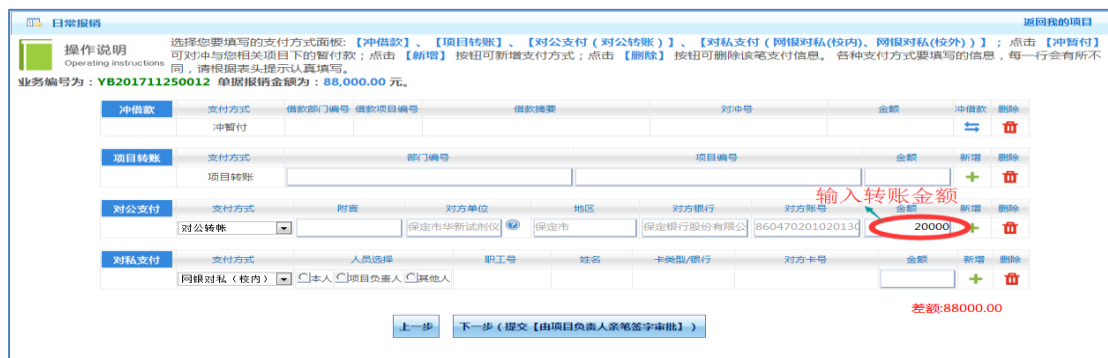 日常报销 返回我的项目
操作说明
Operating instructions
选择您要填写的支付方式面板:【冲借款】、【项目转账】、【对公支付(对公转账)】、【对私支付(网银对私(校内)、网银对私(校外))】;点击 【冲暂付】
可对冲与您相关项目下的暂付款;点击 【新增】 按钮可新增支付方式;点击 【删除】 按钮可删除该笔支付信息。 各种支付方式要填写的信息,每一行会有所不
同,请根据表头提示认真填写。
业务编号为:YB201711250012 单据报销金额为:88,000.00 元。
冲借款 支付方式 借款部门编号 借款项目编号 借款摘要 对冲号 金额 冲借款 删除
冲暂付
项目转账 支付方式 部门编号 项目编号 金额 新增 删除
项目转账
输入转账金额
对公支付 支付方式 附言 对方单位 地区 对方银行 对方账号 金额 新增 删除
对公转帐 保定市华新试剂仪 保定市 保定银行股份有限公 860470201020130 20000
对私支付 支付方式 人员选择 职工号 姓名 卡类型/银行 对方卡号 金额 新增 删除
网银对私(校内) 本人 项目负责人 其他人
差额:88000.00
上一步 下一步(提交【由项目负责人亲笔签字审批】)